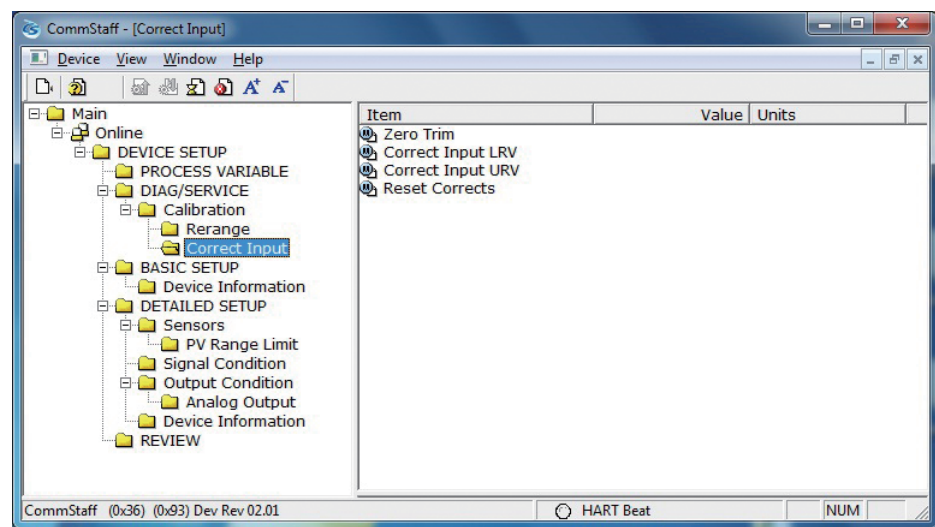 CommStaff - [Correct Input]
Device View Window Help
Main
Online
DEVICE SETUP
PROCESS VARIABLE
DIAG/SERVICE
Calibration
Rerange
Correct Input
BASIC SETUP
Device Information
DETAILED SETUP
Sensors
PV Range Limit
Signal Condition
Output Condition
Analog Output
Device Information
REVIEW
Item Value Units
Zero Trim
Correct Input LRV
Correct Input URV
Reset Corrects
CommStaff (0x36) (0x93) Dev Rev 02.01 HART Beat NUM